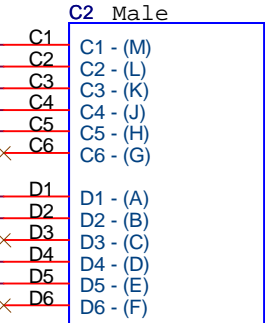 C2 Male
C1 C1 - (M)
C2 C2 - (L)
C3 C3 - (K)
C4 C4 - (J)
C5 C5 - (H)
C6 C6 - (G)
D1 D1 - (A)
D2 D2 - (B)
D3 D3 - (C)
D4 D4 - (D)
D5 D5 - (E)
D6 D6 - (F)